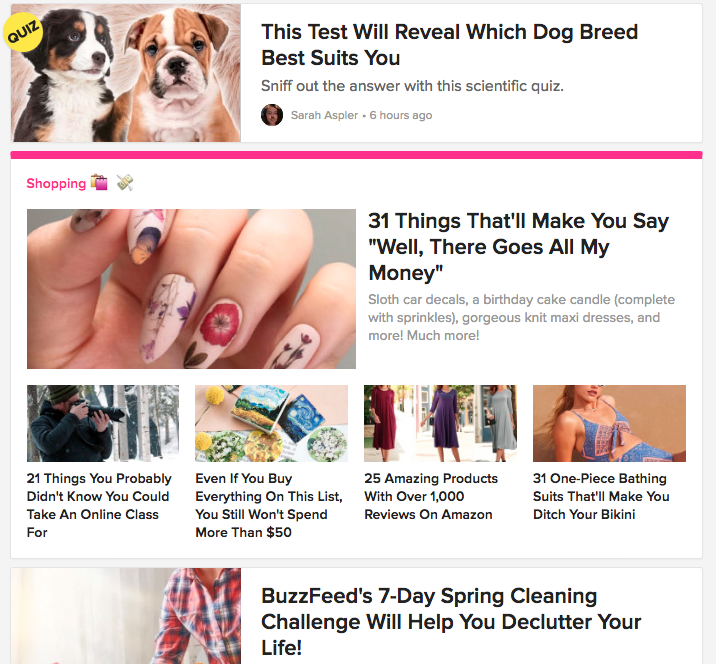 QUIZ
This Test Will Reveal Which Dog Breed
Best Suits You
Sniff out the answer with this scientific quiz.
Sarah Aspler • 6 hours ago
Shopping 🛍️ 💸
31 Things That'll Make You Say
"Well, There Goes All My
Money"
Sloth car decals, a birthday cake candle (complete
with sprinkles), gorgeous knit maxi dresses, and
more! Much more!
21 Things You Probably
Didn't Know You Could
Take An Online Class
For
Even If You Buy
Everything On This List,
You Still Won't Spend
More Than $50
25 Amazing Products
With Over 1,000
Reviews On Amazon
31 One-Piece Bathing
Suits That'll Make You
Ditch Your Bikini
BuzzFeed's 7-Day Spring Cleaning
Challenge Will Help You Declutter Your
Life!